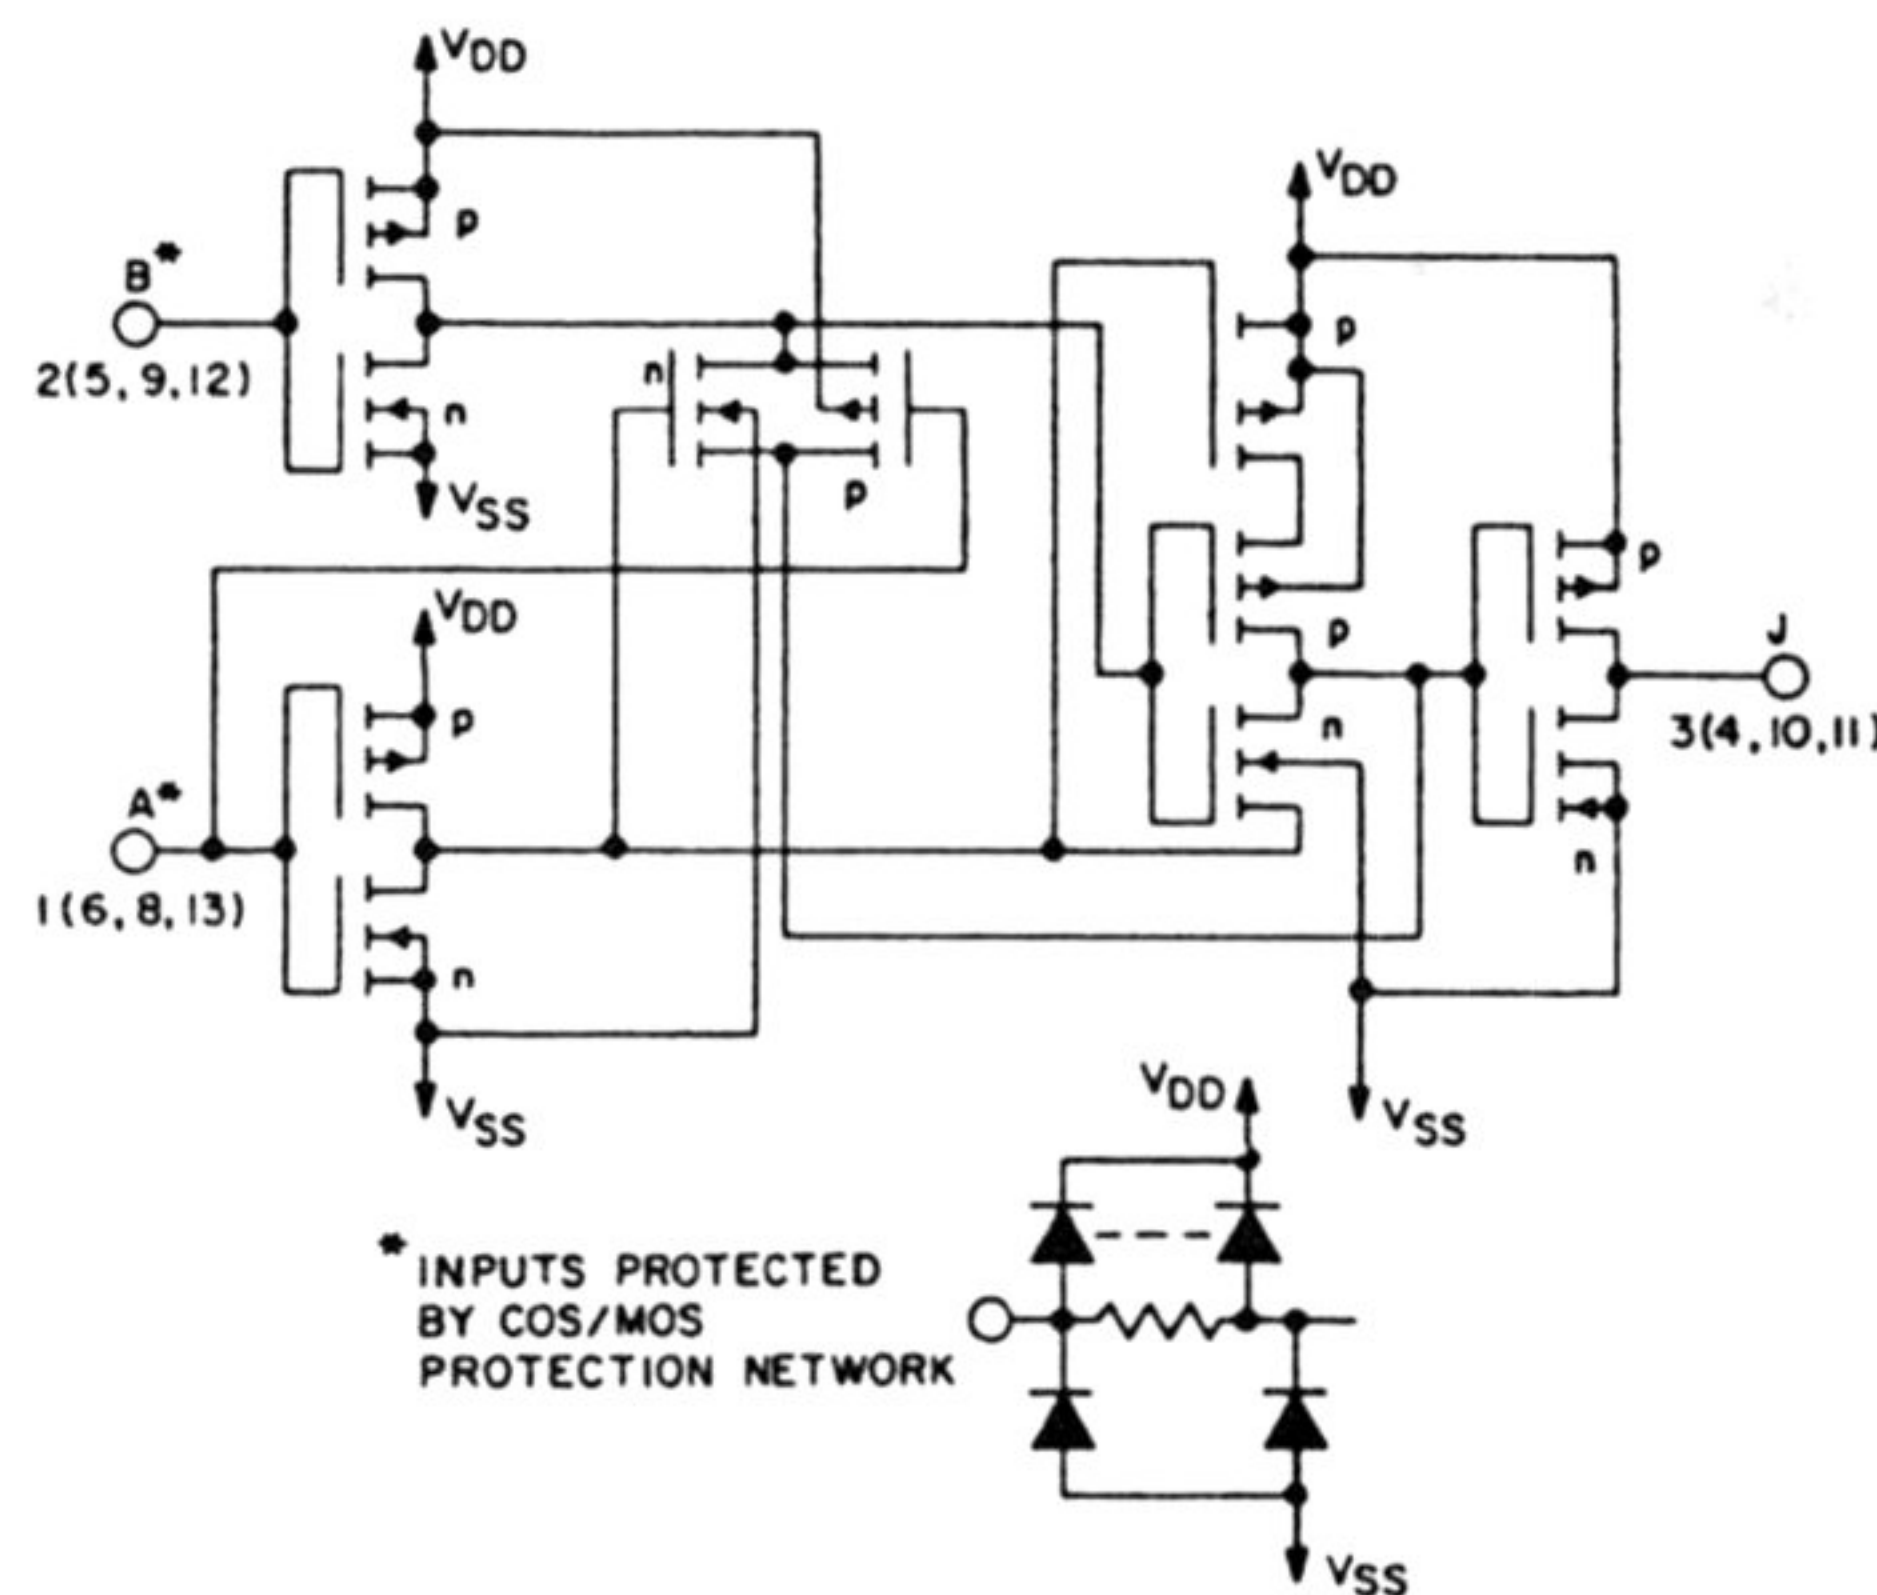 VDD
VDD
p
B*
p
2(5, 9, 12)
n
n
p
VSS
p
VDD
p
J
p
n
3(4, 10, 11)
A*
n
1(6, 8, 13)
n
VDD
VSS
VSS
* INPUTS PROTECTED
BY COS/MOS
PROTECTION NETWORK
VSS